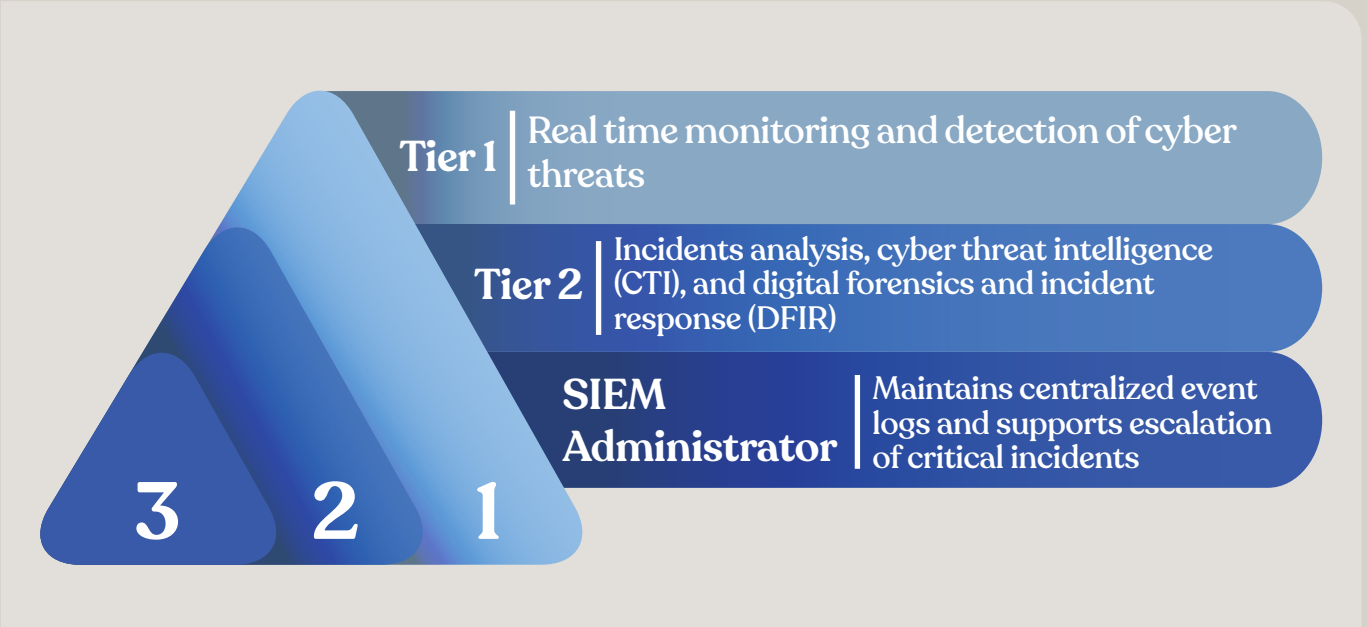 Tier 1
Real time monitoring and detection of cyber
threats
Tier 2
Incidents analysis, cyber threat intelligence
(CTI), and digital forensics and incident
response (DFIR)
SIEM
Administrator
Maintains centralized event
logs and supports escalation
of critical incidents
3 2 1